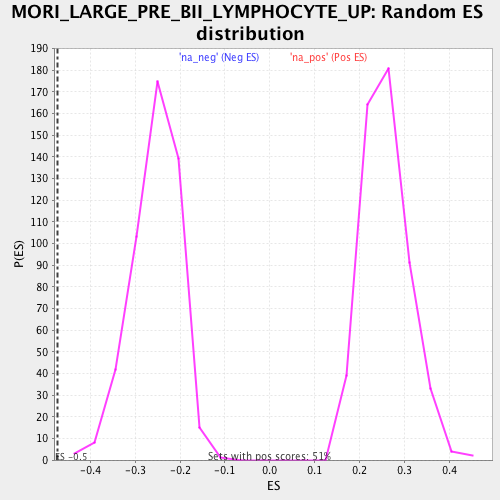 MORI_LARGE_PRE_BII_LYMPHOCYTE_UP: Random ES
distribution
'na_neg' (Neg ES) 'na_pos' (Pos ES)
190
180
170
160
150
140
130
120
110
100
90
80
70
60
50
40
30
20
10
0
P(ES)
ES -0.5
Sets with pos scores: 51%
-0.4 -0.3 -0.2 -0.1 0.0 0.1 0.2 0.3 0.4
ES